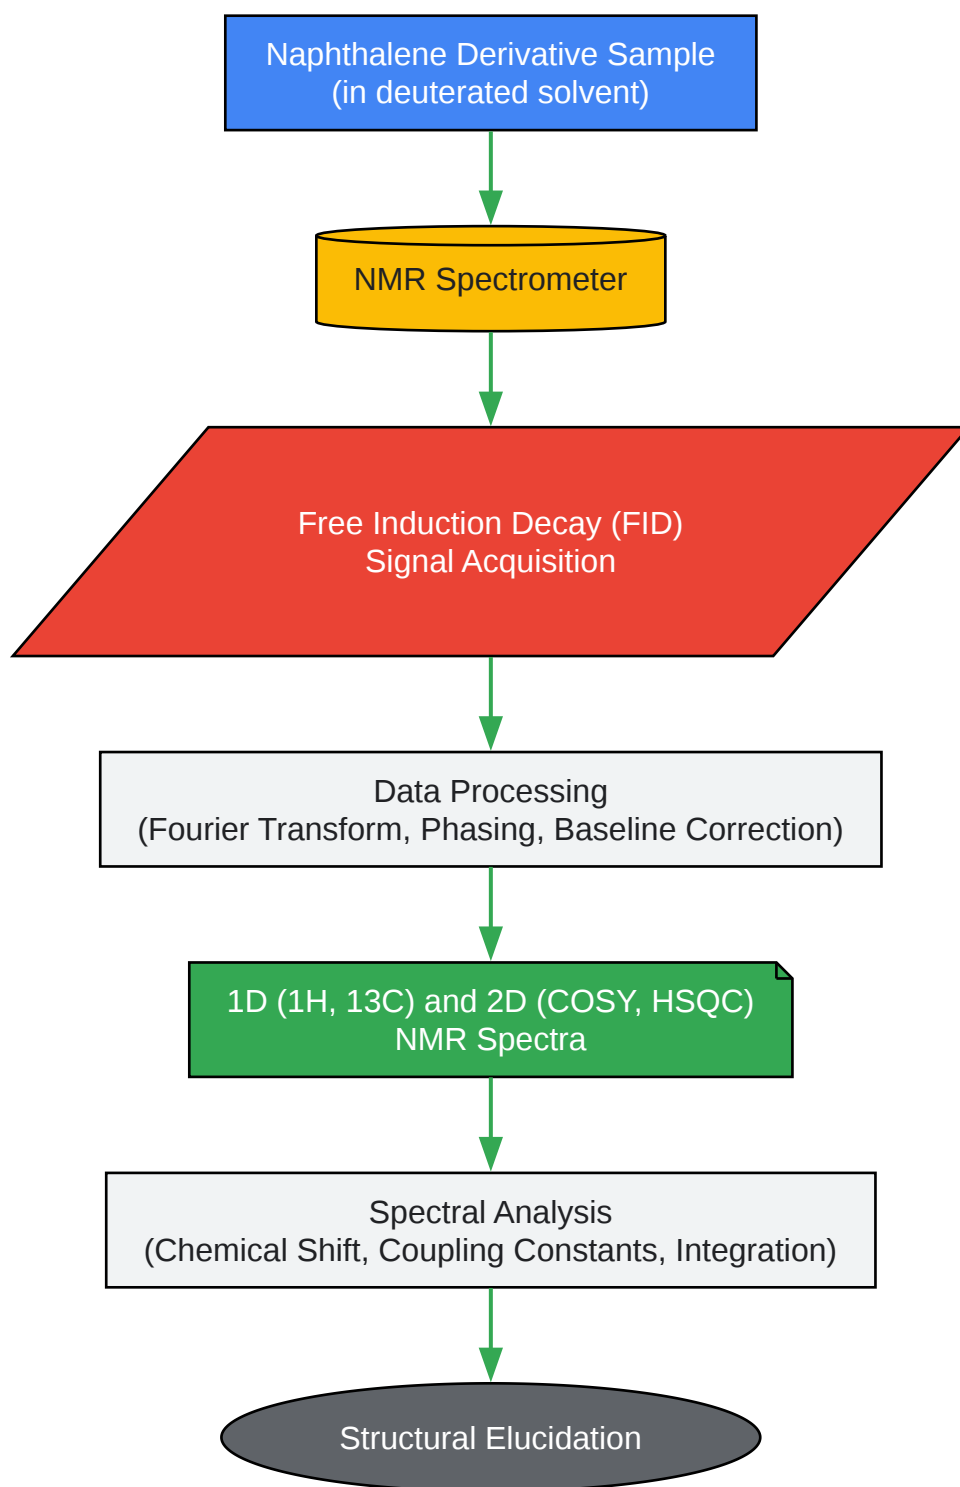 Naphthalene Derivative Sample
(in deuterated solvent)
NMR Spectrometer
Free Induction Decay (FID)
Signal Acquisition
Data Processing
(Fourier Transform, Phasing, Baseline Correction)
1D (1H, 13C) and 2D (COSY, HSQC)
NMR Spectra
Spectral Analysis
(Chemical Shift, Coupling Constants, Integration)
Structural Elucidation